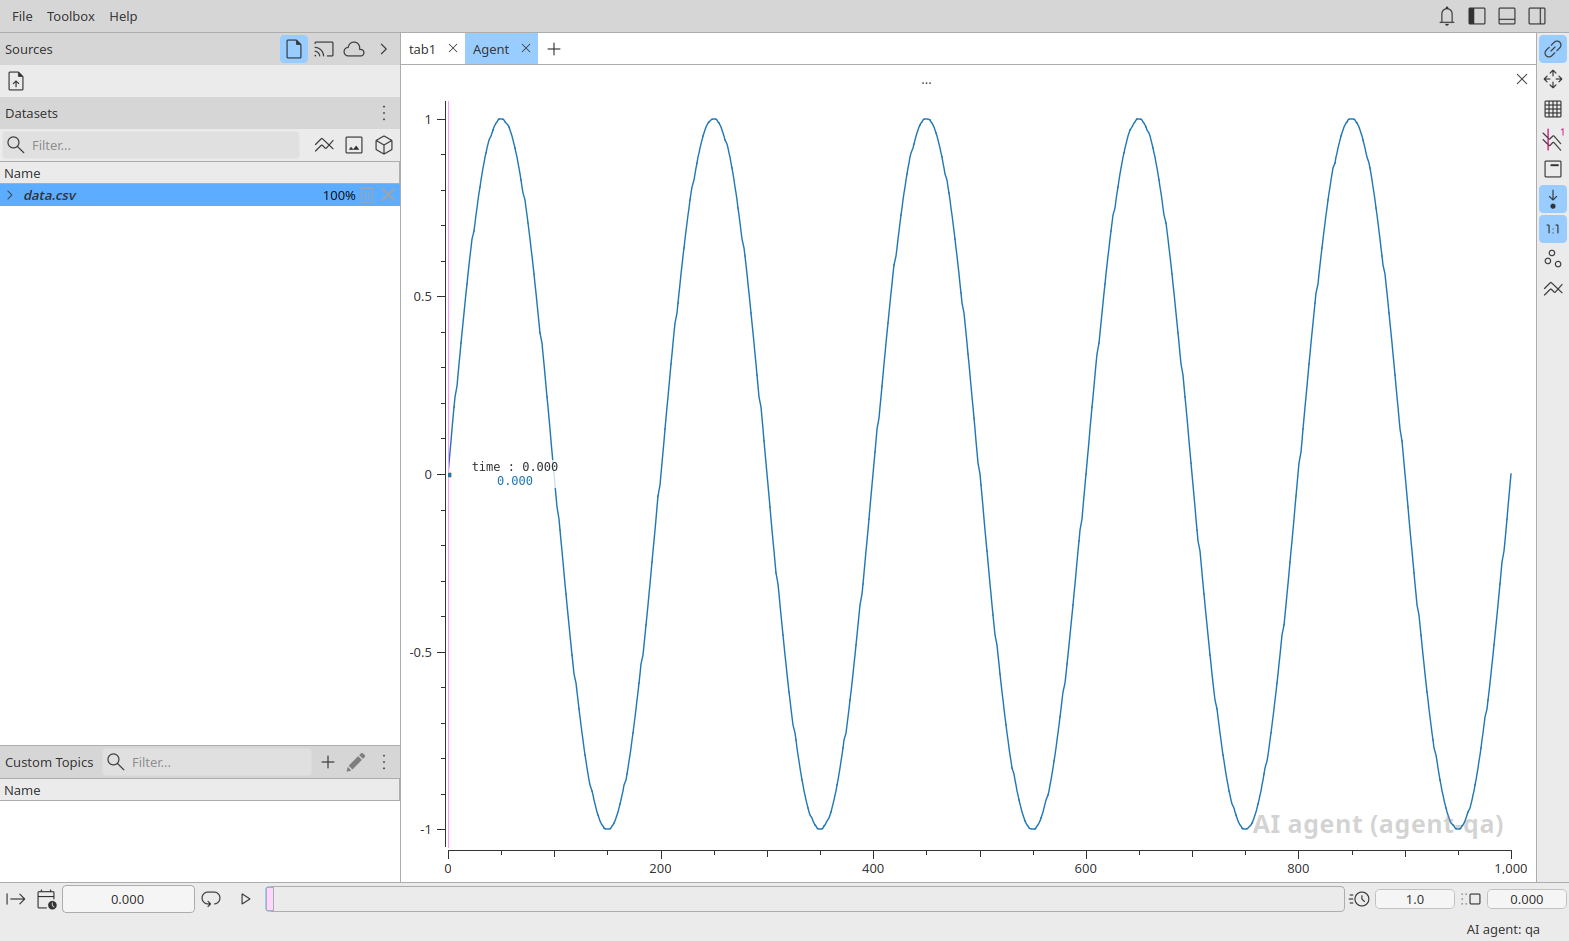 File Toolbox Help
Sources
tab1 Agent
...
Datasets
Filter...
Name
data.csv 100%
1
0.5
0
-0.5
-1
time : 0.000
0.000
1
1:1
AI agent (agent-qa)
0 200 400 600 800 1,000
Custom Topics Filter...
Name
0.000 1.0 0.000
AI agent: qa